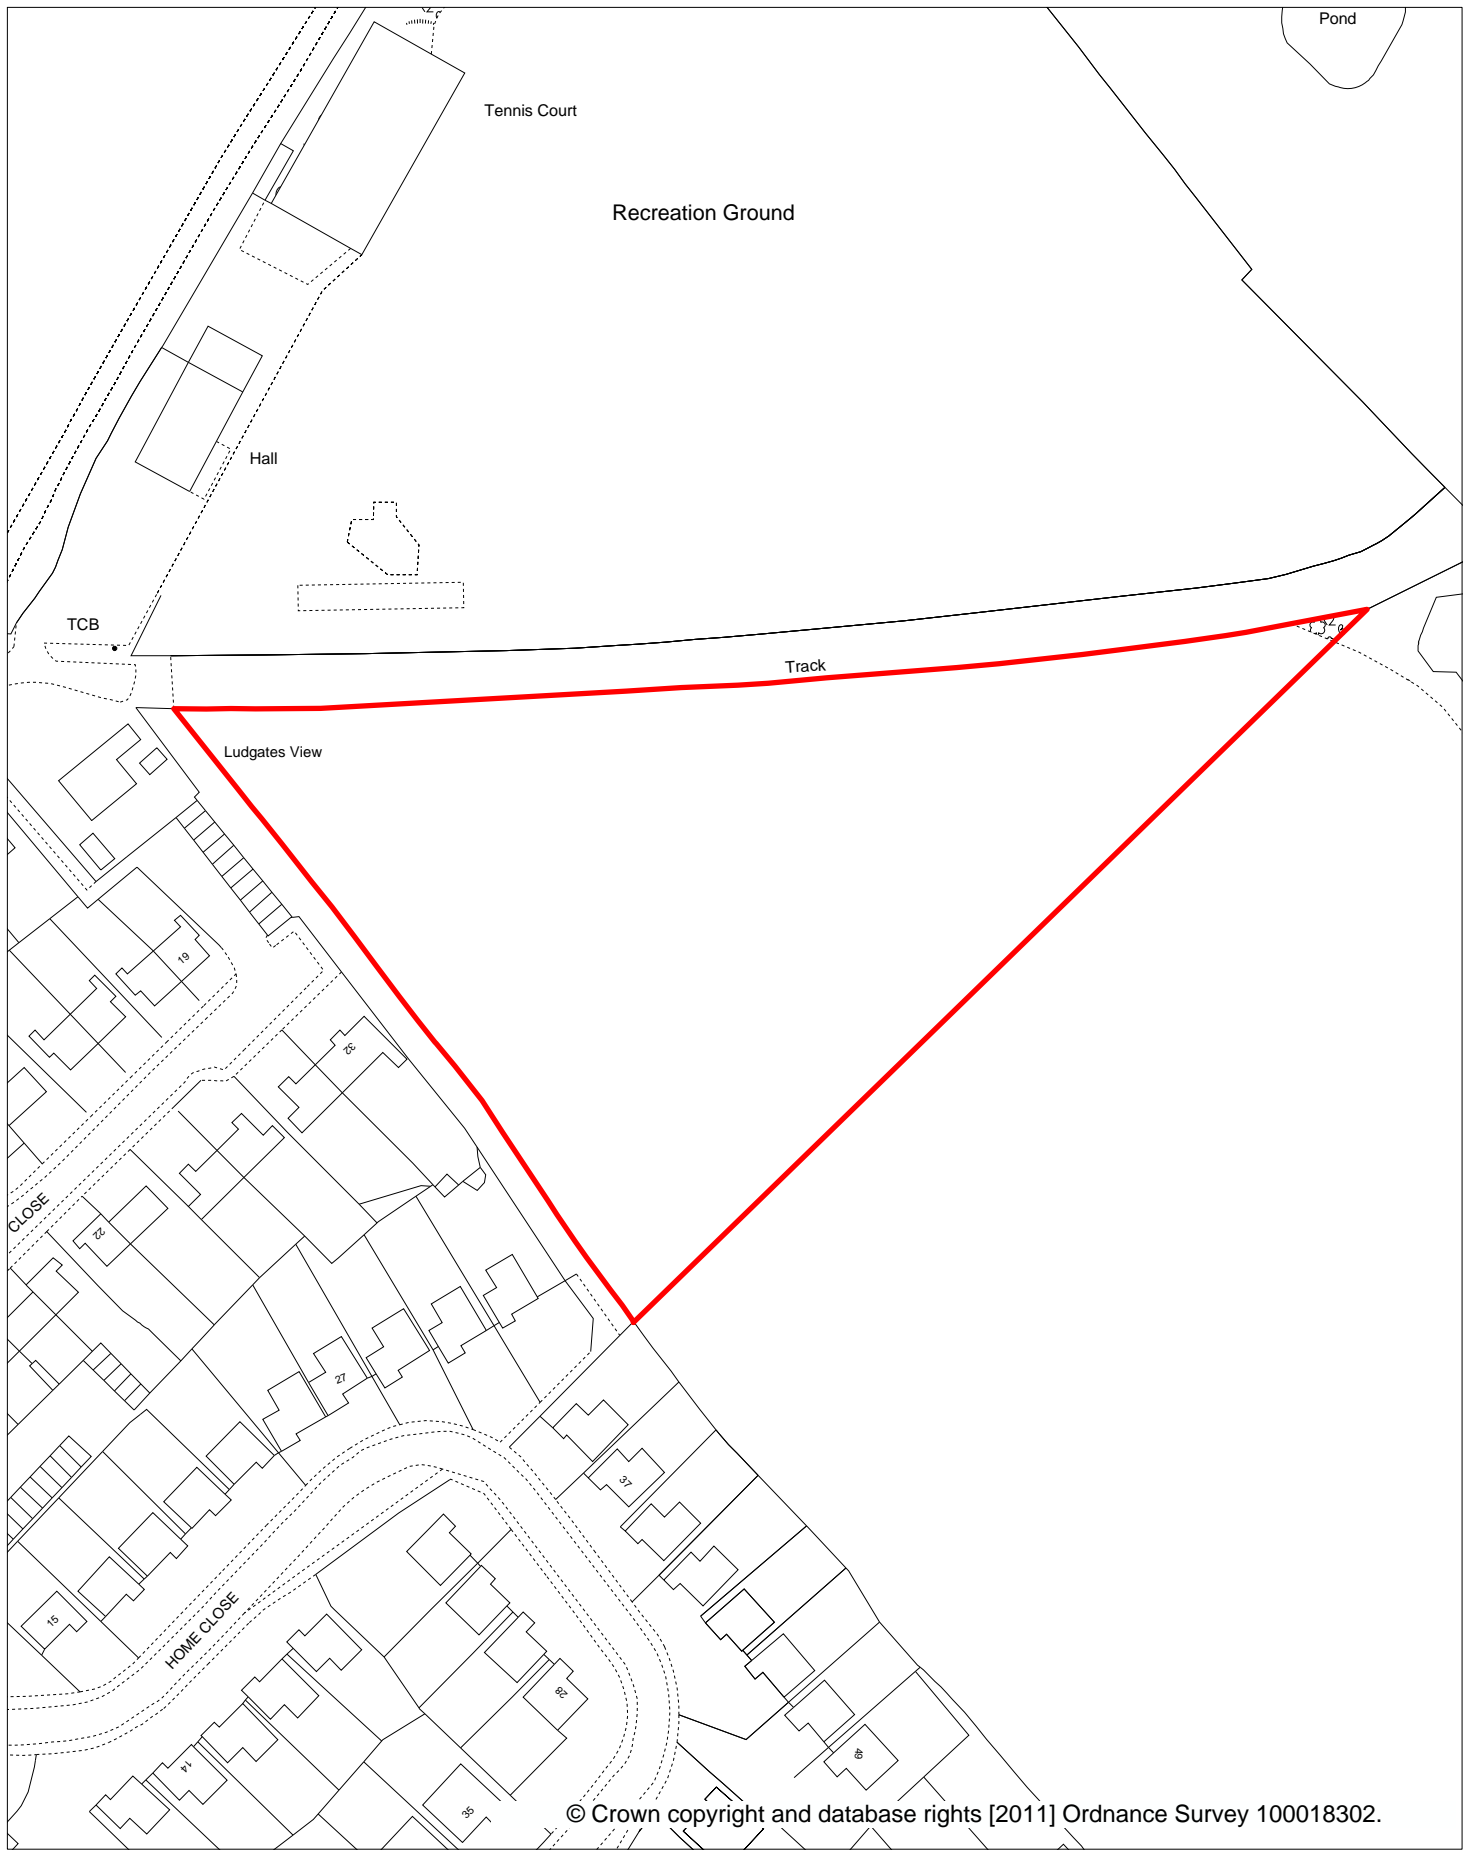 Pond
Tennis Court
Recreation Ground
Hall
TCB
Track
Ludgates View
19
32
CLOSE
22
27
37
15
HOME CLOSE
28
14
49
35
© Crown copyright and database rights [2011] Ordnance Survey 100018302.